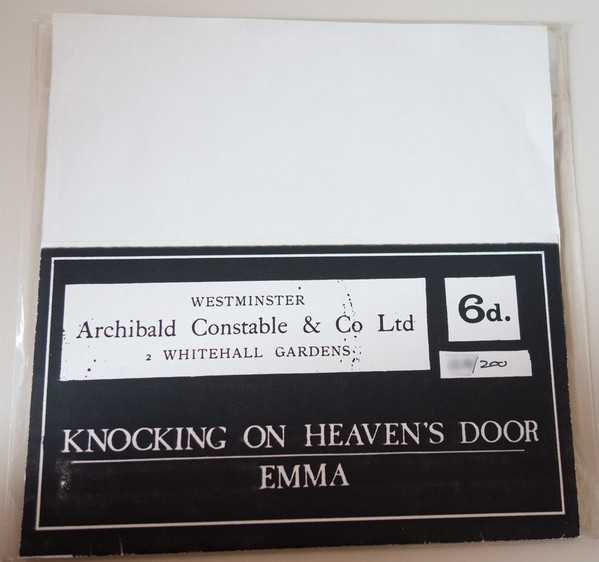 WESTMINSTER
Archibald Constable & Co Ltd
2 WHITEHALL GARDENS.
6d.
/200
KNOCKING ON HEAVEN'S DOOR
EMMA